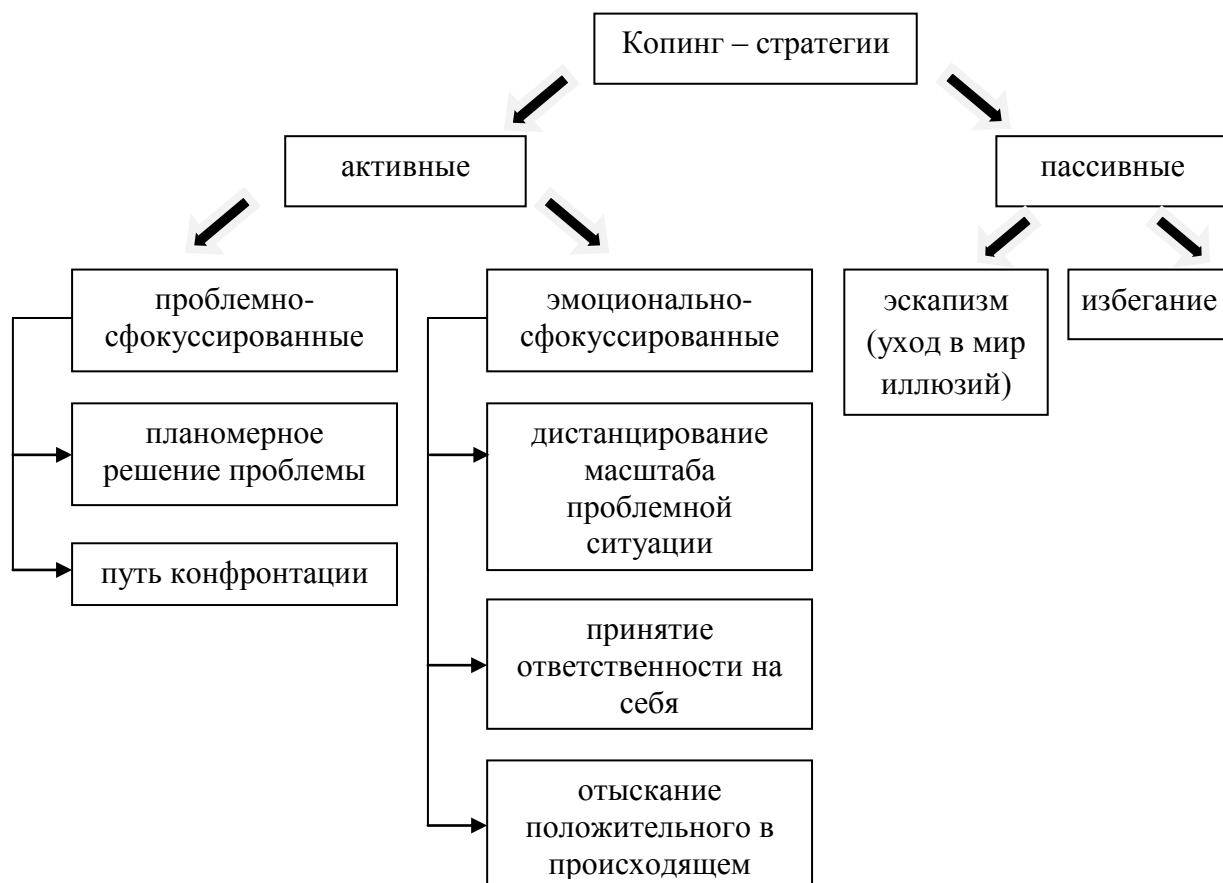 Копинг – стратегии
активные
пассивные
проблемно-
сфокуссированные
эмоционально-
сфокуссированные
эскапизм
(уход в мир
иллюзий)
избегание
планомерное
решение проблемы
дистанцирование
масштаба
проблемной
ситуации
путь конфронтации
принятие
ответственности на
себя
отыскание
положительного в
происходящем